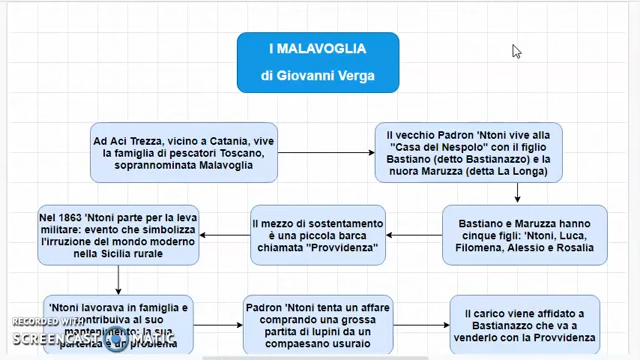 I MALAVOGLIA
di Giovanni Verga
Ad Aci Trezza, vicino a Catania, vive
la famiglia di pescatori Toscano,
soprannominata Malavoglia
Il vecchio Padron 'Ntoni vive alla
"Casa del Nespolo" con il figlio
Bastiano (detto Bastianazzo) e la
nuora Maruzza (detta La Longa)
Bastiano e Maruzza hanno
cinque figli: 'Ntoni, Luca,
Filomena, Alessio e Rosalia
Il mezzo di sostentamento
è una piccola barca
chiamata "Provvidenza"
Nel 1863 'Ntoni parte per la leva
militare: evento che simbolizza
l'irruzione del mondo moderno
nella Sicilia rurale
'Ntoni lavorava in famiglia e
contribuiva al suo
mantenimento: la sua
partenza è un problema
Padron 'Ntoni tenta un affare
comprando una grossa
partita di lupini da un
compaesano usuraio
Il carico viene affidato a
Bastianazzo che va a
venderlo con la Provvidenza
RECORDED WITH
SCREENCAST MATIC